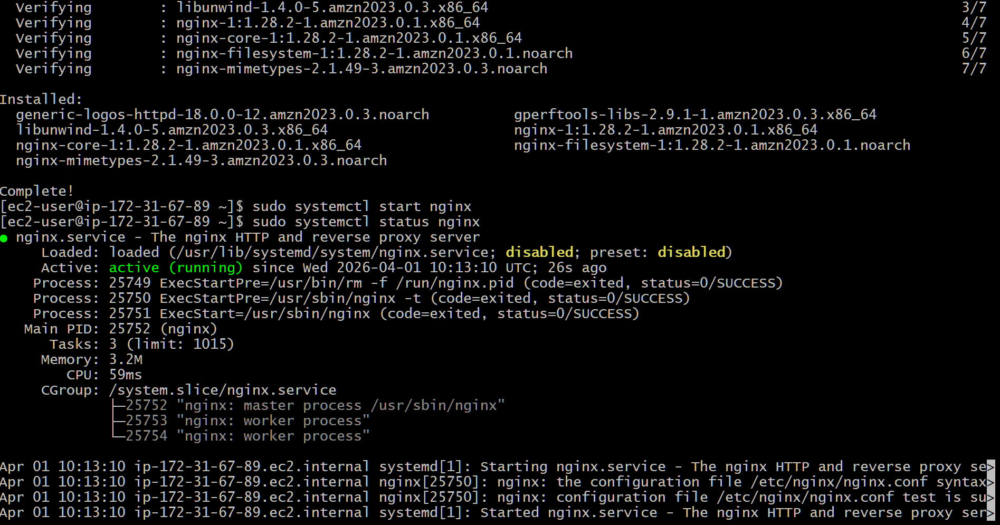 Verifying        : libunwind-1.4.0-5.amzn2023.0.3.x86_64                                                        3/7
Verifying        : nginx-1:1.28.2-1.amzn2023.0.1.x86_64                                                         4/7
Verifying        : nginx-core-1:1.28.2-1.amzn2023.0.1.x86_64                                                    5/7
Verifying        : nginx-filesystem-1:1.28.2-1.amzn2023.0.1.noarch                                              6/7
Verifying        : nginx-mimetypes-2.1.49-3.amzn2023.0.3.noarch                                                 7/7

Installed:
  generic-logos-httpd-18.0.0-12.amzn2023.0.3.noarch          gperftools-libs-2.9.1-1.amzn2023.0.3.x86_64
  libunwind-1.4.0-5.amzn2023.0.3.x86_64                      nginx-1:1.28.2-1.amzn2023.0.1.x86_64
  nginx-core-1:1.28.2-1.amzn2023.0.1.x86_64                  nginx-filesystem-1:1.28.2-1.amzn2023.0.1.noarch
  nginx-mimetypes-2.1.49-3.amzn2023.0.3.noarch

Complete!
[ec2-user@ip-172-31-67-89 ~]$ sudo systemctl start nginx
[ec2-user@ip-172-31-67-89 ~]$ sudo systemctl status nginx
● nginx.service - The nginx HTTP and reverse proxy server
     Loaded: loaded (/usr/lib/systemd/system/nginx.service; disabled; preset: disabled)
     Active: active (running) since Wed 2026-04-01 10:13:10 UTC; 26s ago
    Process: 25749 ExecStartPre=/usr/bin/rm -f /run/nginx.pid (code=exited, status=0/SUCCESS)
    Process: 25750 ExecStartPre=/usr/sbin/nginx -t (code=exited, status=0/SUCCESS)
    Process: 25751 ExecStart=/usr/sbin/nginx (code=exited, status=0/SUCCESS)
   Main PID: 25752 (nginx)
      Tasks: 3 (limit: 1015)
     Memory: 3.2M
        CPU: 59ms
     CGroup: /system.slice/nginx.service
             ├─25752 "nginx: master process /usr/sbin/nginx"
             ├─25753 "nginx: worker process"
             └─25754 "nginx: worker process"

Apr 01 10:13:10 ip-172-31-67-89.ec2.internal systemd[1]: Starting nginx.service - The nginx HTTP and reverse proxy se>
Apr 01 10:13:10 ip-172-31-67-89.ec2.internal nginx[25750]: nginx: the configuration file /etc/nginx/nginx.conf syntax>
Apr 01 10:13:10 ip-172-31-67-89.ec2.internal nginx[25750]: nginx: configuration file /etc/nginx/nginx.conf test is su>
Apr 01 10:13:10 ip-172-31-67-89.ec2.internal systemd[1]: Started nginx.service - The nginx HTTP and reverse proxy ser>